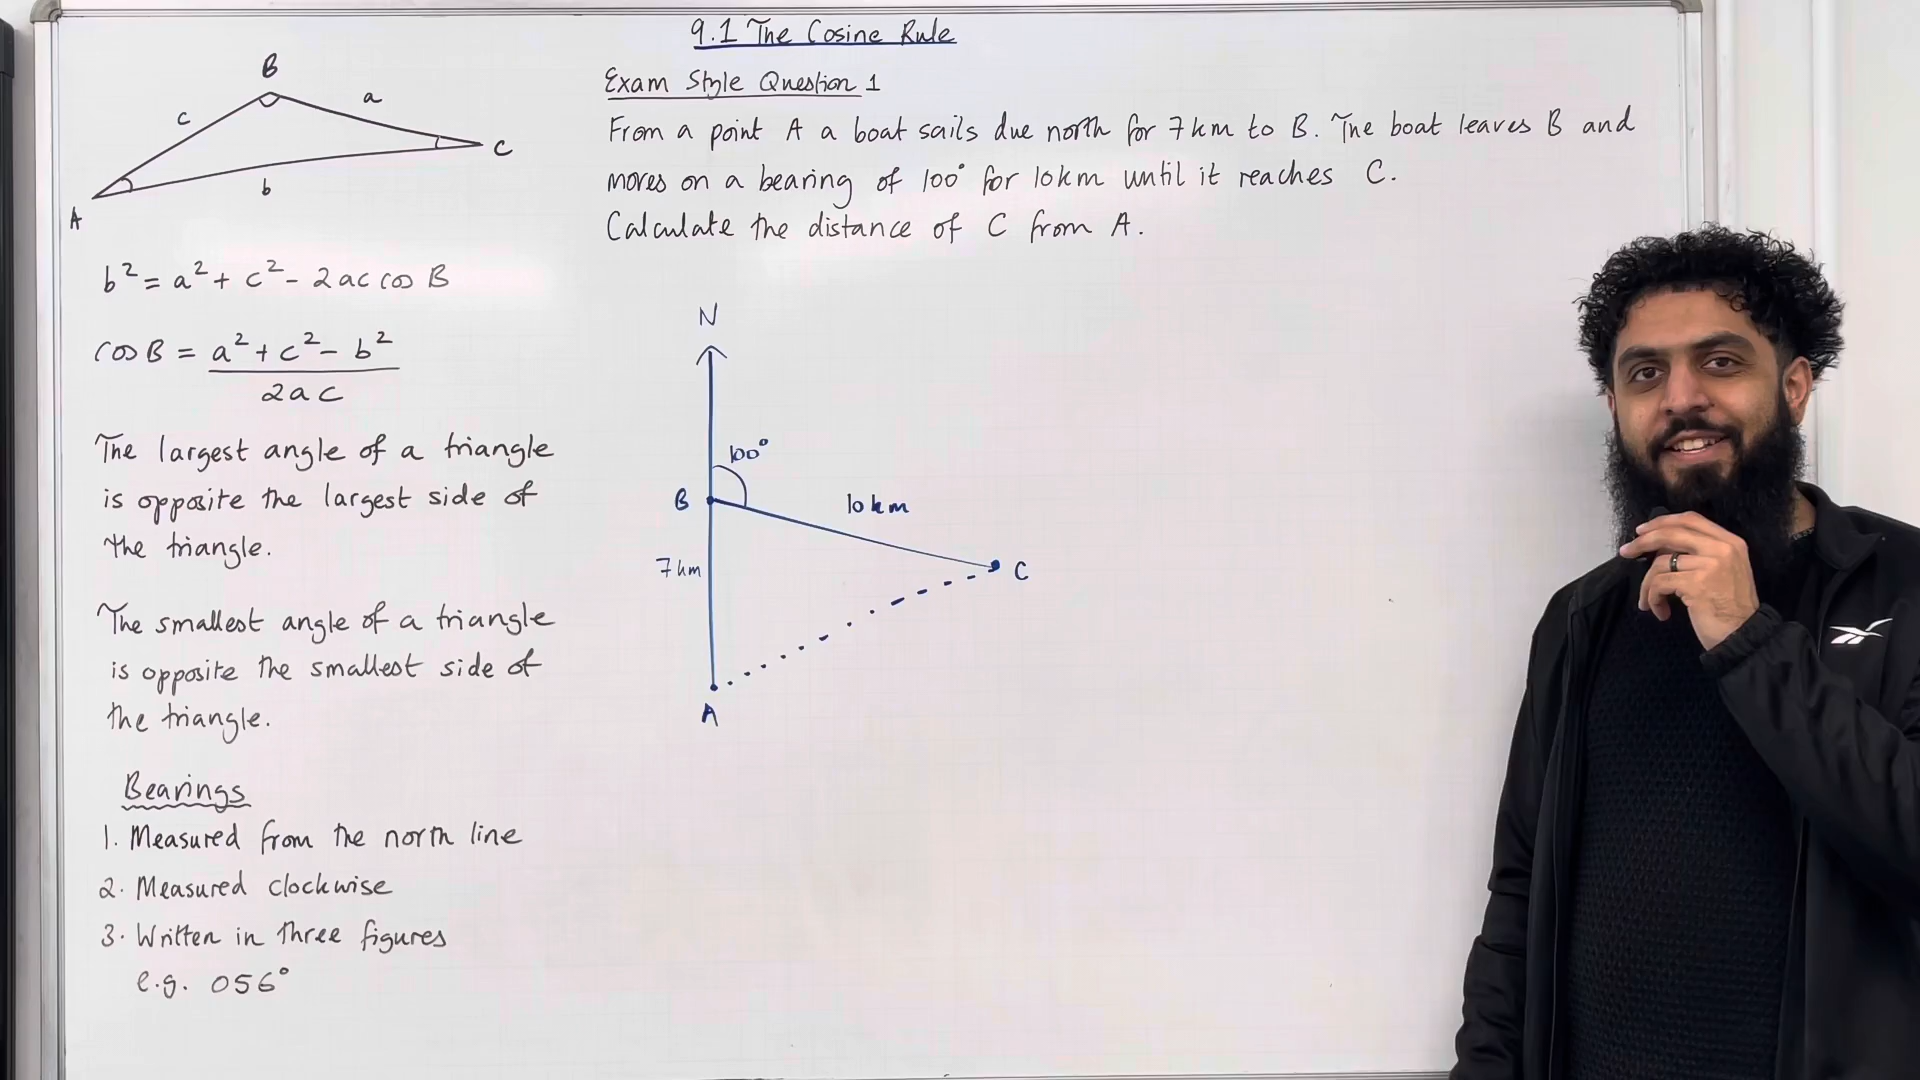 9.1 The Cosine Rule
B
c
a
C
b
A
b² = a² + c² - 2ac cos B
cos B = a² + c² - b²
2ac
The largest angle of a triangle
is opposite the largest side of
the triangle.
The smallest angle of a triangle
is opposite the smallest side of
the triangle.
Bearings
1. Measured from the north line
2. Measured clockwise
3. Written in three figures
e.g. 056°
Exam Style Question 1
From a point A a boat sails due north for 7km to B. The boat leaves B and
moves on a bearing of 100° for 10km until it reaches C.
Calculate the distance of C from A.
N
100°
B
10km
7km
C
A